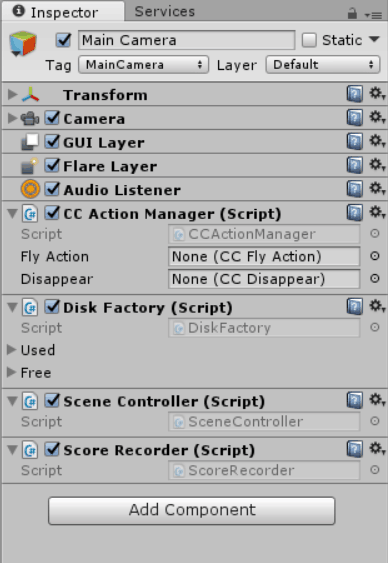 Inspector Services
Main Camera Static
Tag MainCamera Layer Default
Transform
Camera
GUI Layer
Flare Layer
Audio Listener
CC Action Manager (Script)
Script CCActionManager
Fly Action None (CC Fly Action)
Disappear None (CC Disappear)
Disk Factory (Script)
Script DiskFactory
Used
Free
Scene Controller (Script)
Script SceneController
Score Recorder (Script)
Script ScoreRecorder
Add Component